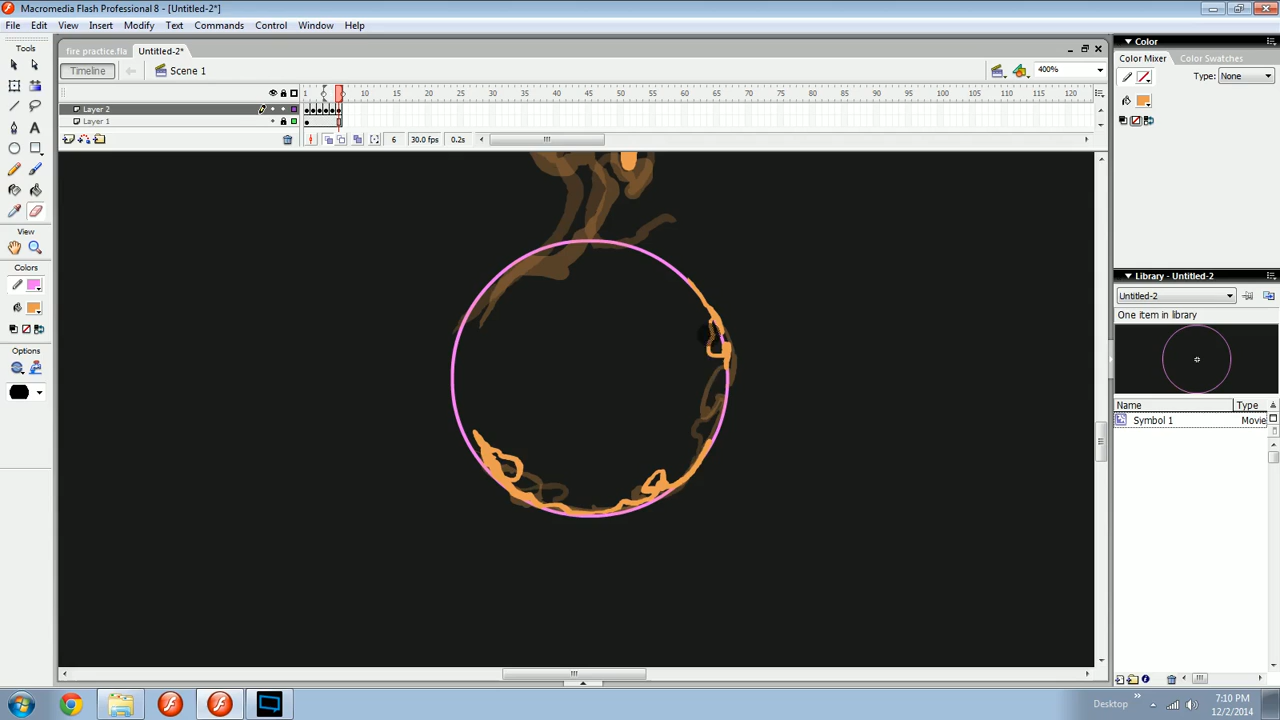 Macromedia Flash Professional 8 - [Untitled-2*]
File Edit View Insert Modify Text Commands Control Window Help
Tools
View
Colors
Options
fire practice.fla Untitled-2*
Timeline Scene 1 400%
1 5 10 15 20 25 30 35 40 45 50 55 60 65 70 75 80 85 90 95 100 105 110 115 120
Layer 2
Layer 1
6 30.0 fps 0.2s
Color
Color Mixer Color Swatches
Type: None
Library - Untitled-2
Untitled-2
One item in library
Name Type
Symbol 1 Movie
Desktop
7:10 PM
12/2/2014